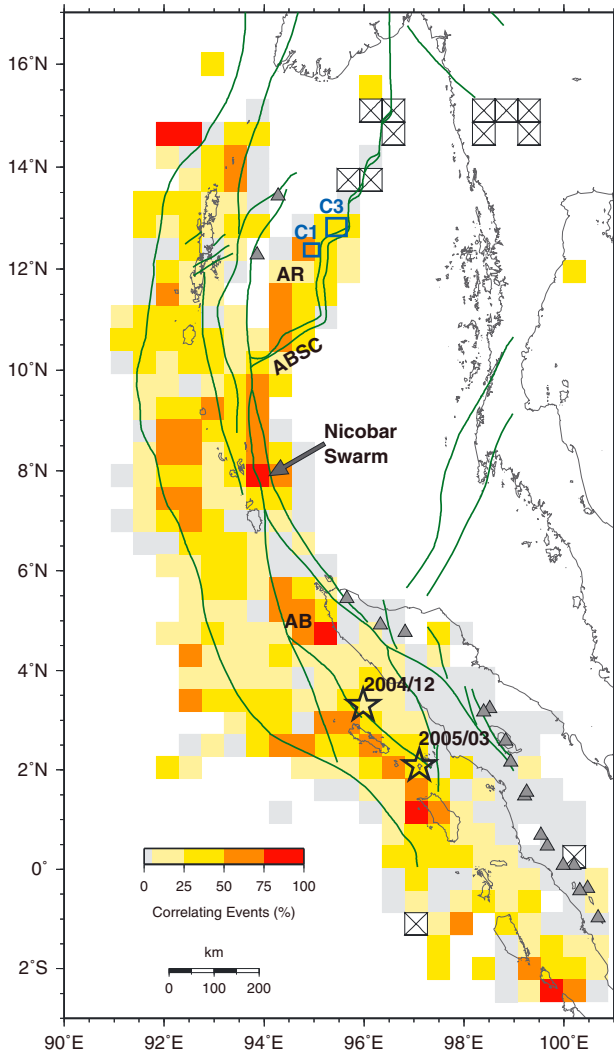 16°N
14°N
C3
C1
12°N
AR
10°N
ABSC
Nicobar
Swarm
8°N
6°N
AB
4°N
2004/12
2005/03
2°N
0 25 50 75 100
0°
Correlating Events (%)
km
0 100 200
2°S
90°E 92°E 94°E 96°E 98°E 100°E